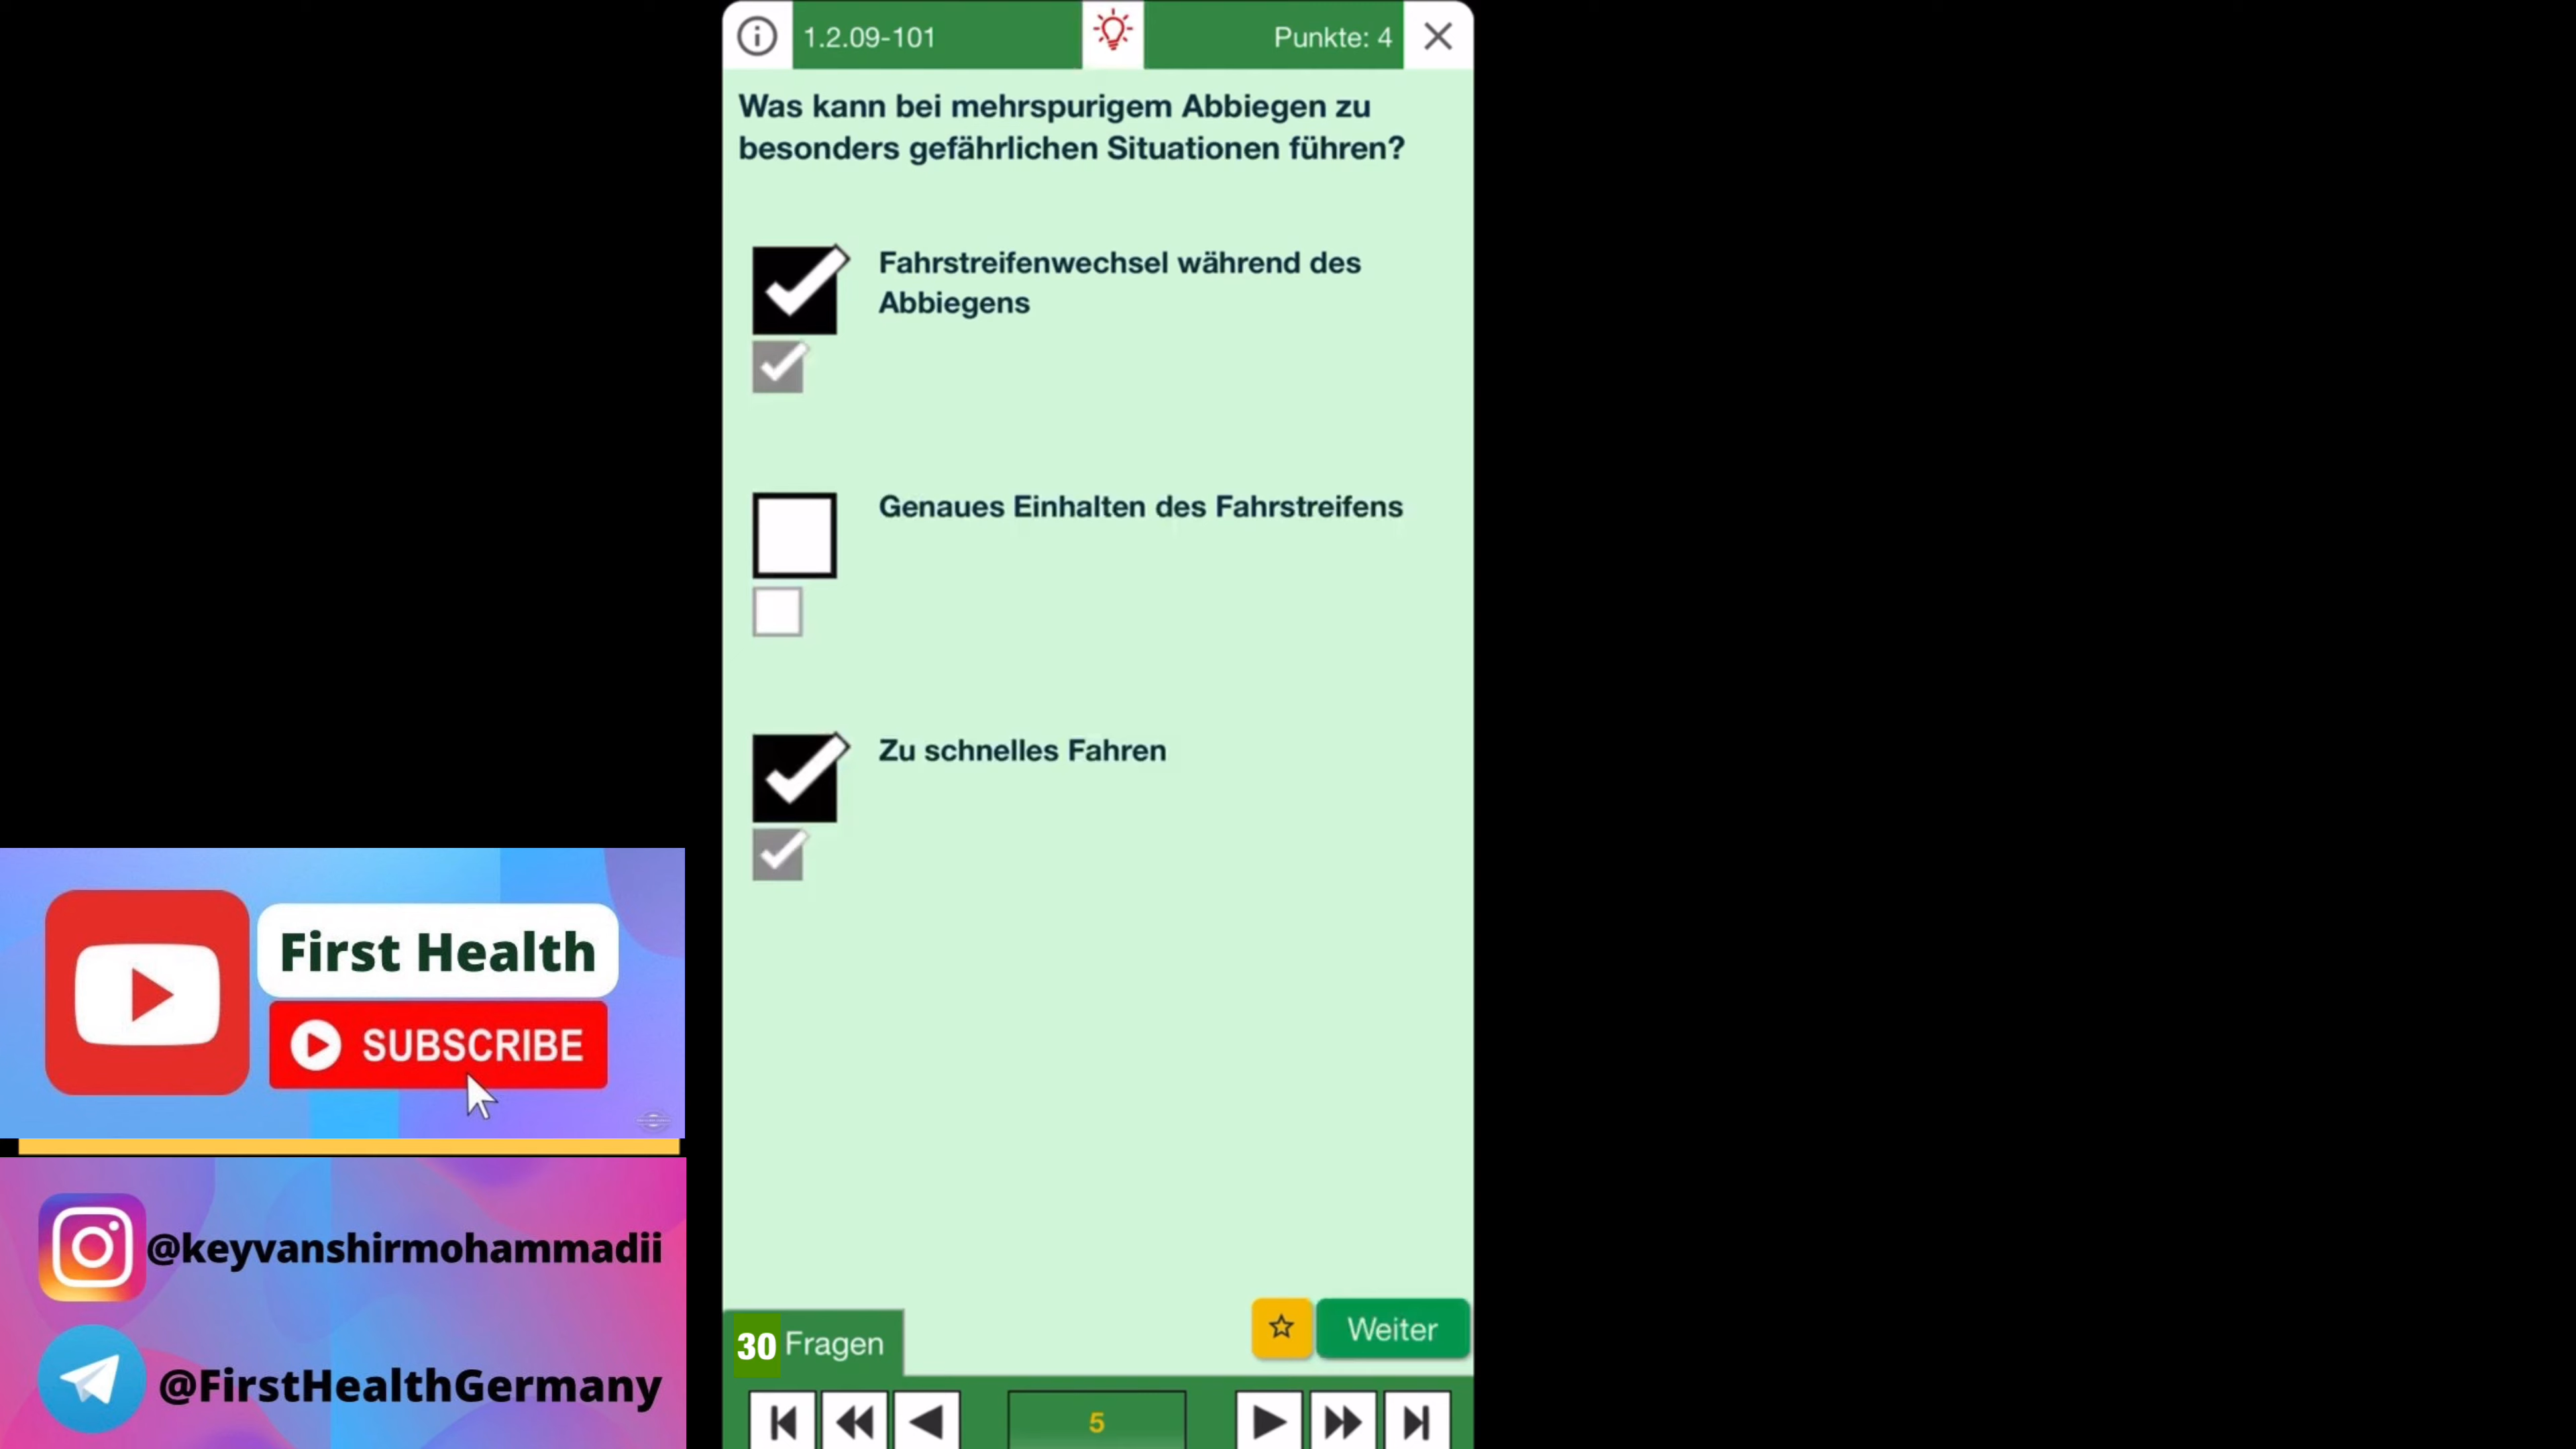 1.2.09-101
Punkte: 4
Was kann bei mehrspurigem Abbiegen zu
besonders gefährlichen Situationen führen?
Fahrstreifenwechsel während des
Abbiegens
Genaues Einhalten des Fahrstreifens
Zu schnelles Fahren
First Health
SUBSCRIBE
@keyvanshirmohammadii
@FirstHealthGermany
30 Fragen
Weiter
5